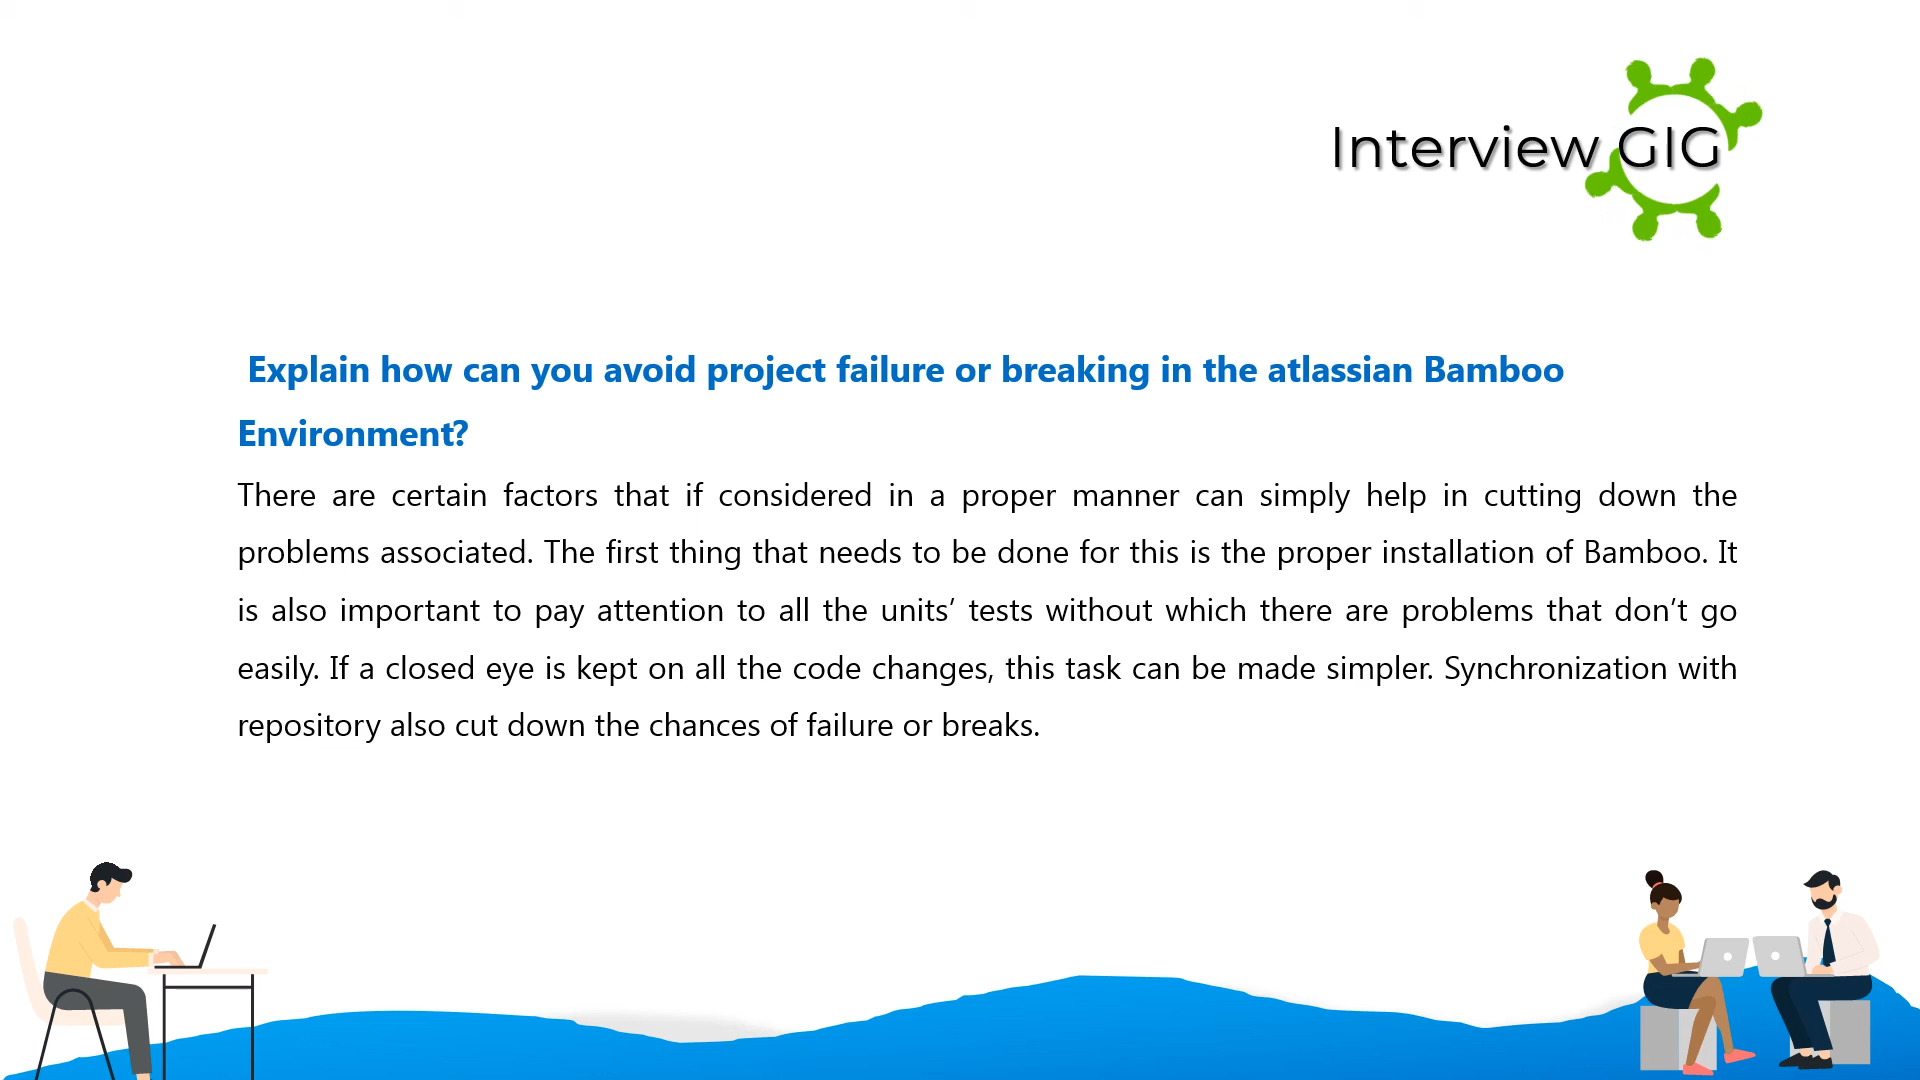 Interview GIG
Explain how can you avoid project failure or breaking in the atlassian Bamboo
Environment?
There are certain factors that if considered in a proper manner can simply help in cutting down the
problems associated. The first thing that needs to be done for this is the proper installation of Bamboo. It
is also important to pay attention to all the units’ tests without which there are problems that don’t go
easily. If a closed eye is kept on all the code changes, this task can be made simpler. Synchronization with
repository also cut down the chances of failure or breaks.